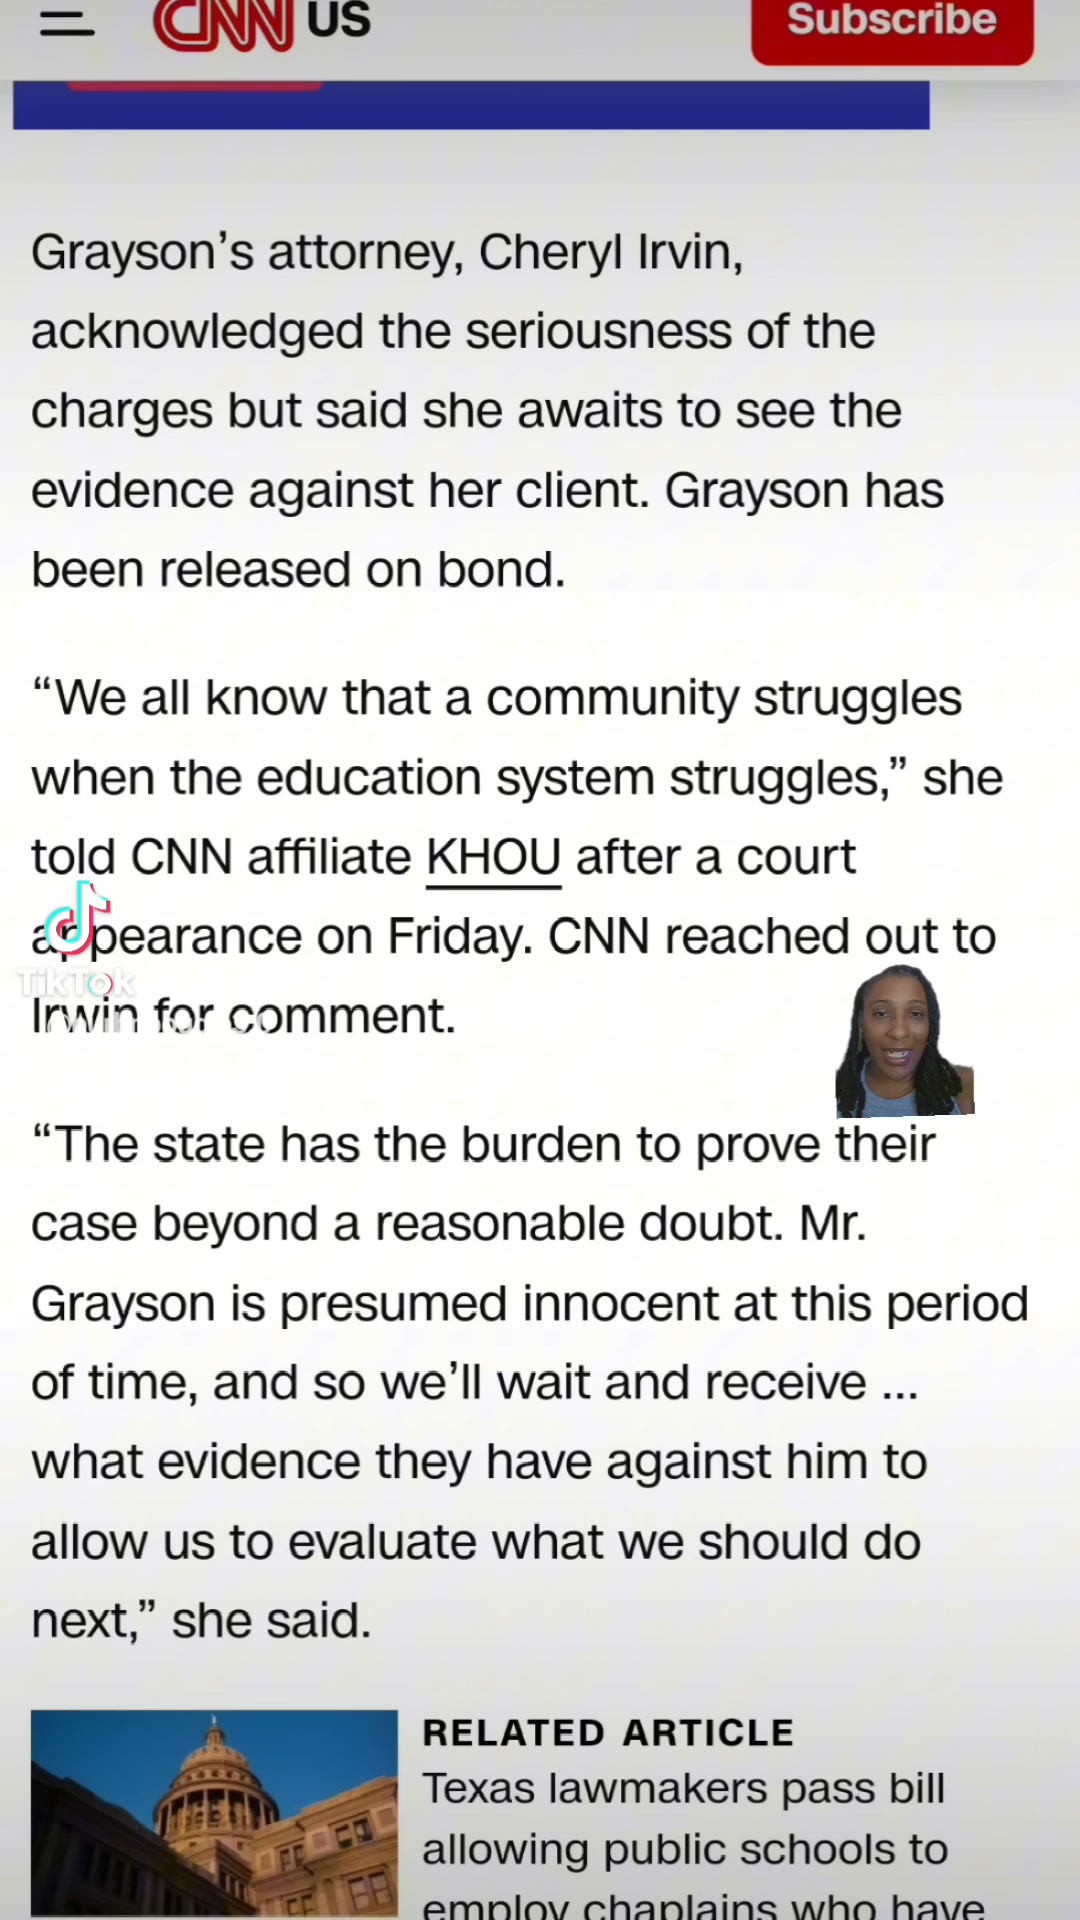 CNN US
Subscribe
Grayson’s attorney, Cheryl Irvin,
acknowledged the seriousness of the
charges but said she awaits to see the
evidence against her client. Grayson has
been released on bond.
“We all know that a community struggles
when the education system struggles,” she
told CNN affiliate KHOU after a court
appearance on Friday. CNN reached out to
Irwin for comment.
TikTok
“The state has the burden to prove their
case beyond a reasonable doubt. Mr.
Grayson is presumed innocent at this period
of time, and so we’ll wait and receive ...
what evidence they have against him to
allow us to evaluate what we should do
next,” she said.
RELATED ARTICLE
Texas lawmakers pass bill
allowing public schools to
employ chaplains who have